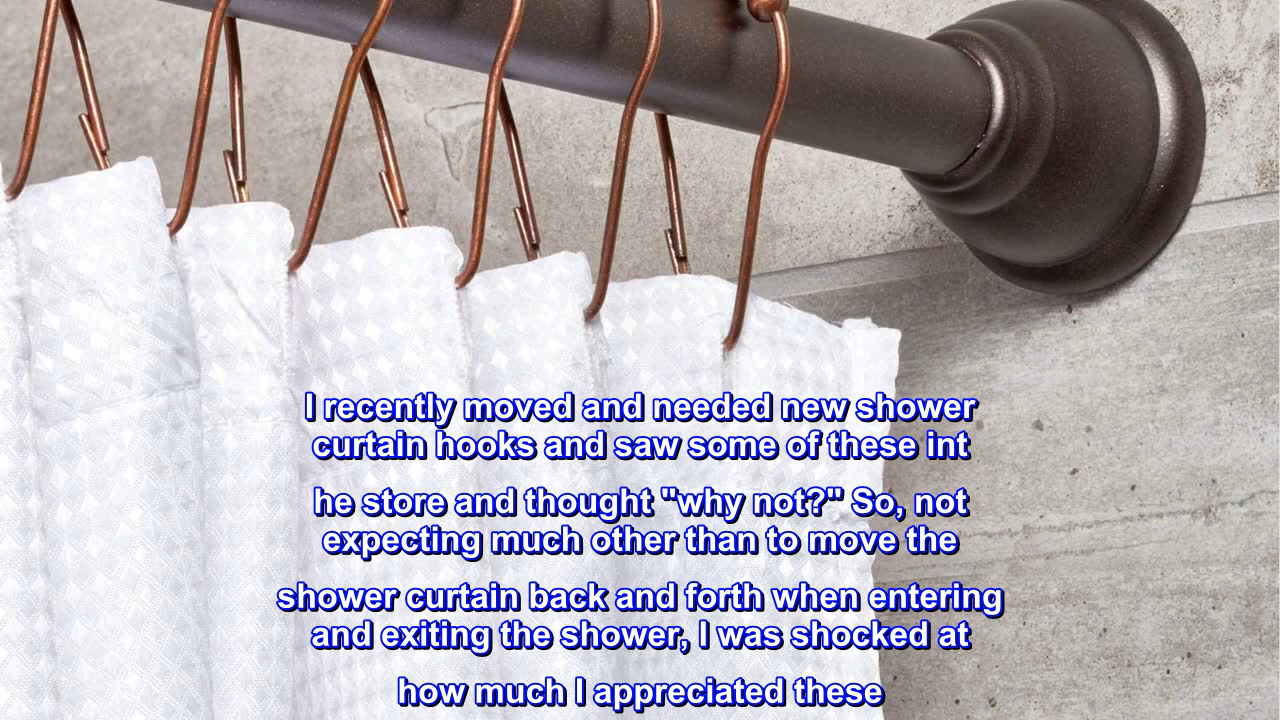 I recently moved and needed new shower
curtain hooks and saw some of these int
he store and thought "why not?" So, not
expecting much other than to move the
shower curtain back and forth when entering
and exiting the shower, I was shocked at
how much I appreciated these